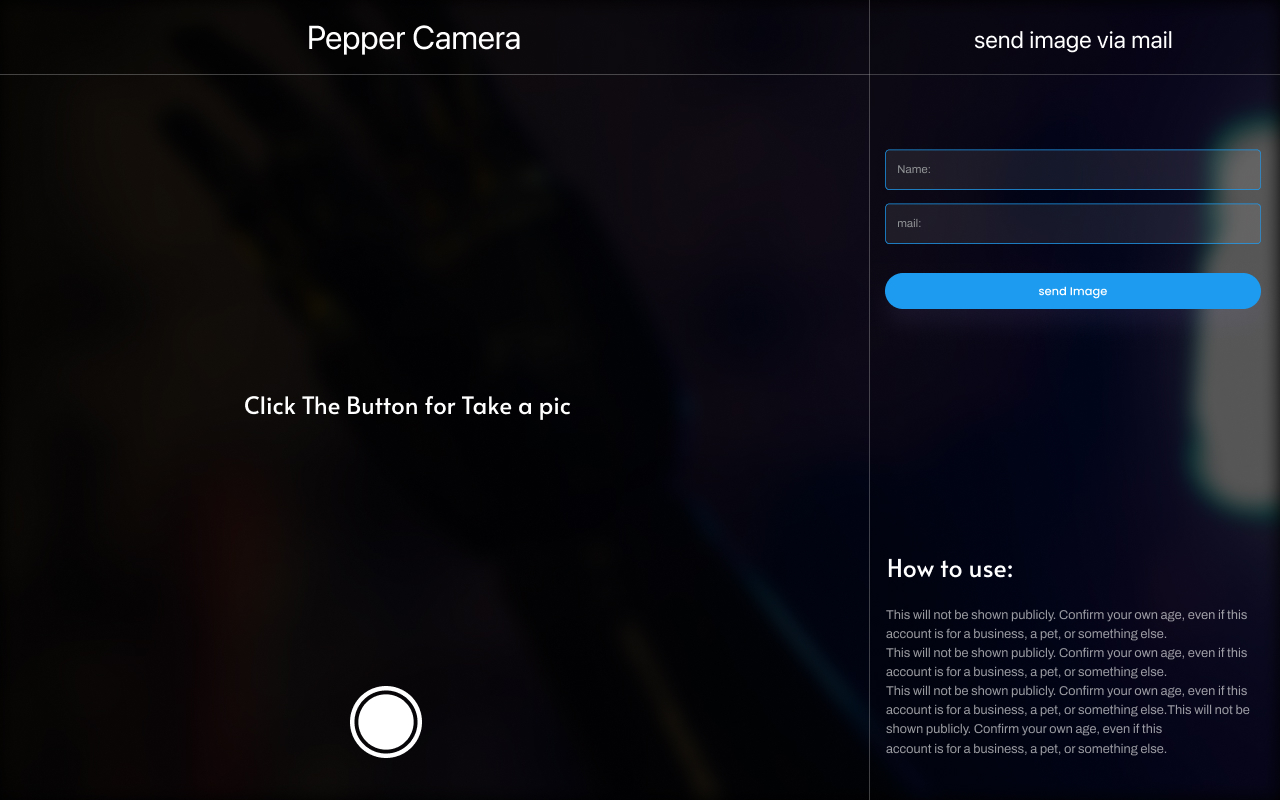 Pepper Camera
send image via mail
Name:
mail:
send Image
Click The Button for Take a pic
How to use:
This will not be shown publicly. Confirm your own age, even if this
account is for a business, a pet, or something else.
This will not be shown publicly. Confirm your own age, even if this
account is for a business, a pet, or something else.
This will not be shown publicly. Confirm your own age, even if this
account is for a business, a pet, or something else.This will not be
shown publicly. Confirm your own age, even if this
account is for a business, a pet, or something else.